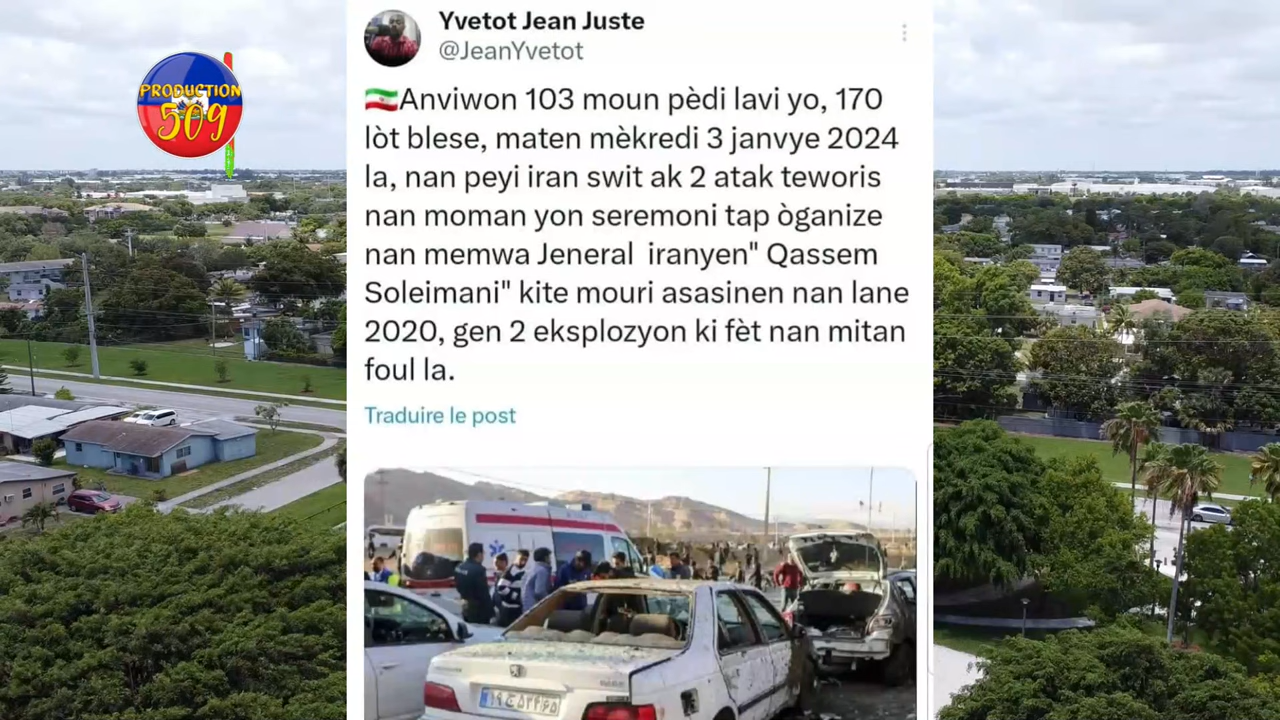 PRODUCTION
509
Yvetot Jean Juste
@JeanYvetot
🇮🇷Anviwon 103 moun pèdi lavi yo, 170
lòt blese, maten mèkredi 3 janvye 2024
la, nan peyi iran swit ak 2 atak teworis
nan moman yon seremoni tap òganize
nan memwa Jeneral  iranyen" Qassem
Soleimani" kite mouri asasinen nan lane
2020, gen 2 eksplozyon ki fèt nan mitan
foul la.
Traduire le post